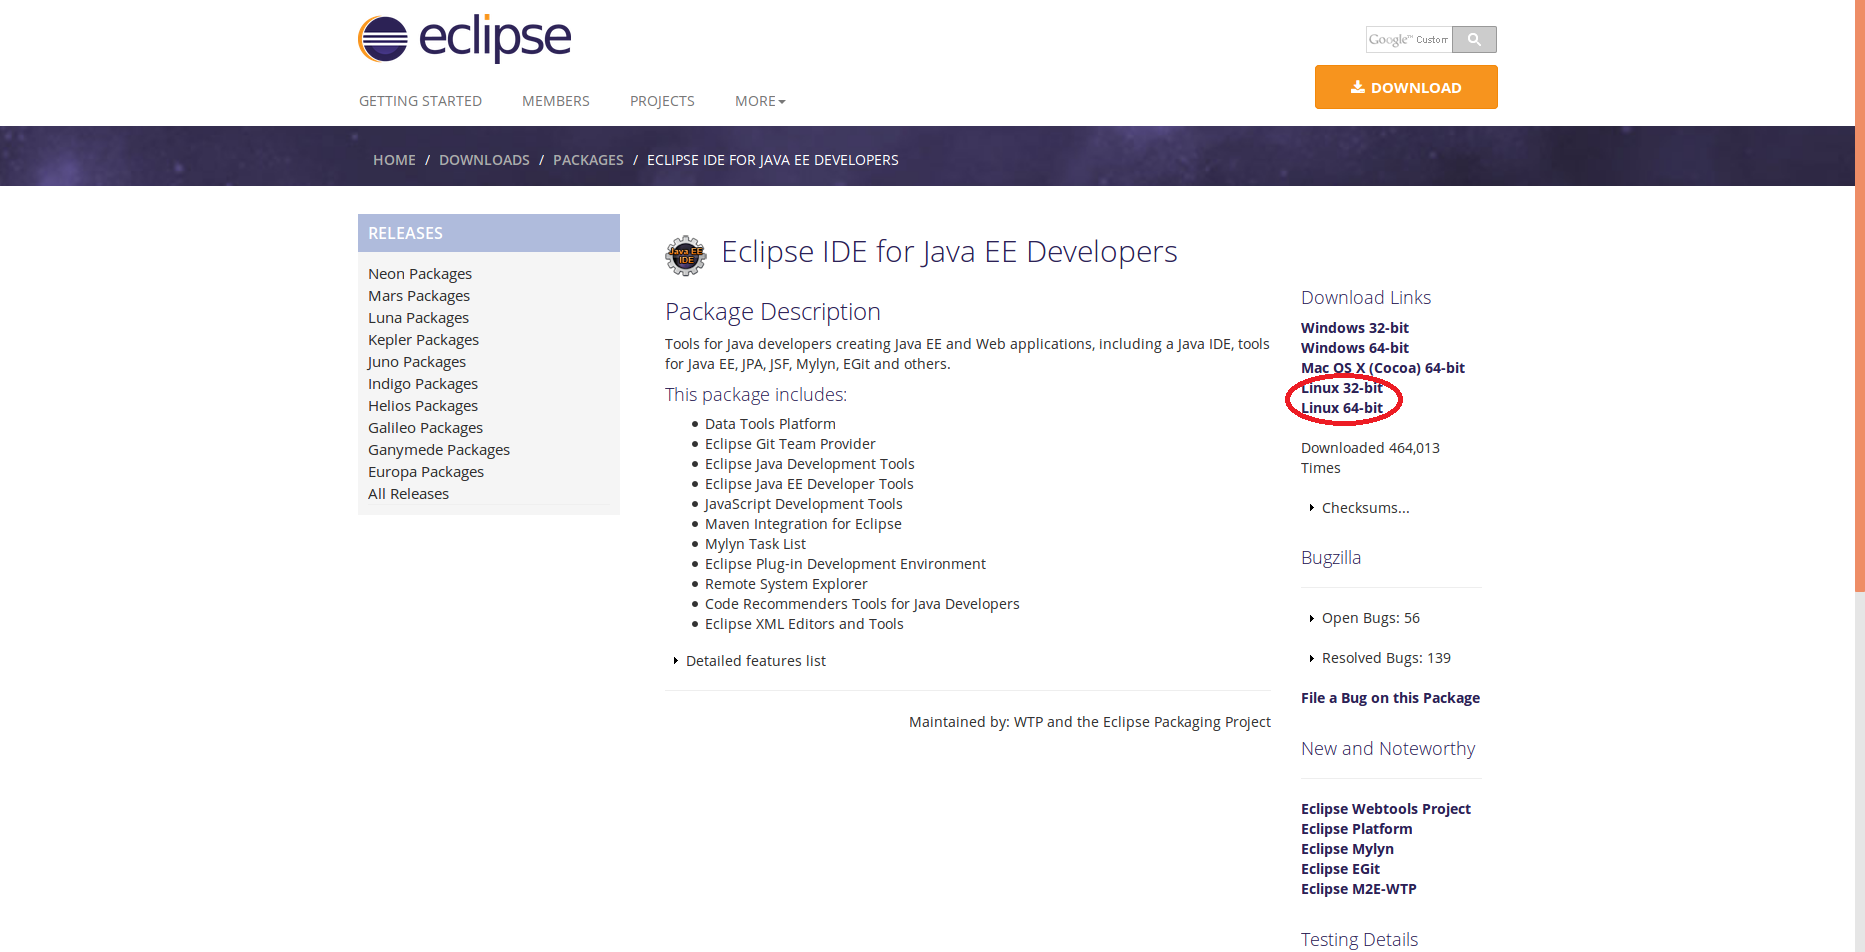 eclipse
Google™ Custom
DOWNLOAD
GETTING STARTED MEMBERS PROJECTS MORE
HOME / DOWNLOADS / PACKAGES / ECLIPSE IDE FOR JAVA EE DEVELOPERS
RELEASES
Neon Packages
Mars Packages
Luna Packages
Kepler Packages
Juno Packages
Indigo Packages
Helios Packages
Galileo Packages
Ganymede Packages
Europa Packages
All Releases
Java EE
IDE
Eclipse IDE for Java EE Developers
Package Description
Tools for Java developers creating Java EE and Web applications, including a Java IDE, tools
for Java EE, JPA, JSF, Mylyn, EGit and others.
This package includes:
Data Tools Platform
Eclipse Git Team Provider
Eclipse Java Development Tools
Eclipse Java EE Developer Tools
JavaScript Development Tools
Maven Integration for Eclipse
Mylyn Task List
Eclipse Plug-in Development Environment
Remote System Explorer
Code Recommenders Tools for Java Developers
Eclipse XML Editors and Tools
Detailed features list
Maintained by: WTP and the Eclipse Packaging Project
Download Links
Windows 32-bit
Windows 64-bit
Mac OS X (Cocoa) 64-bit
Linux 32-bit
Linux 64-bit
Downloaded 464,013
Times
Checksums...
Bugzilla
Open Bugs: 56
Resolved Bugs: 139
File a Bug on this Package
New and Noteworthy
Eclipse Webtools Project
Eclipse Platform
Eclipse Mylyn
Eclipse EGit
Eclipse M2E-WTP
Testing Details